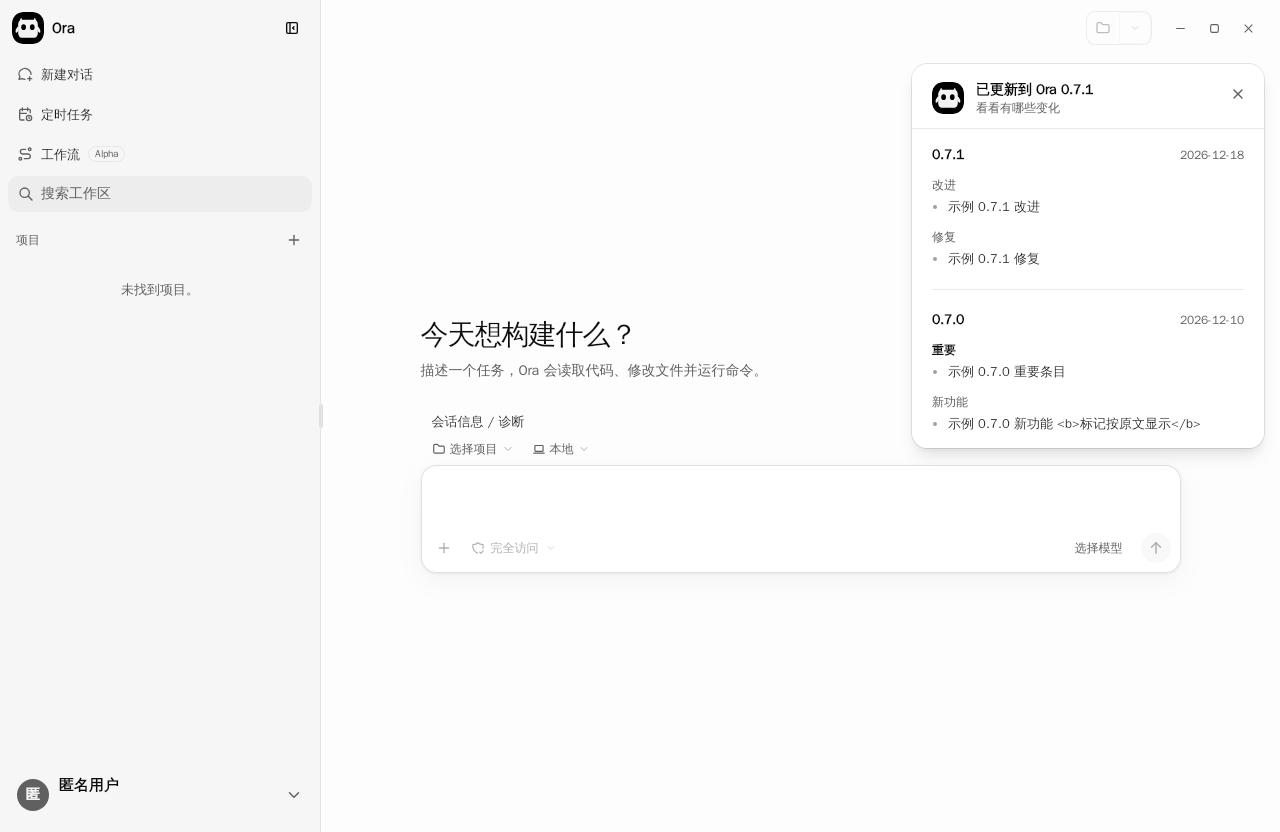 Ora
新建对话
定时任务
工作流 Alpha
搜索工作区
项目
未找到项目。
匿 匿名用户
今天想构建什么？
描述一个任务，Ora 会读取代码、修改文件并运行命令。
会话信息 / 诊断
选择项目 本地
完全访问 选择模型
已更新到 Ora 0.7.1
看看有哪些变化
0.7.1 2026-12-18
改进
• 示例 0.7.1 改进
修复
• 示例 0.7.1 修复
0.7.0 2026-12-10
重要
• 示例 0.7.0 重要条目
新功能
• 示例 0.7.0 新功能 <b>标记按原文显示</b>